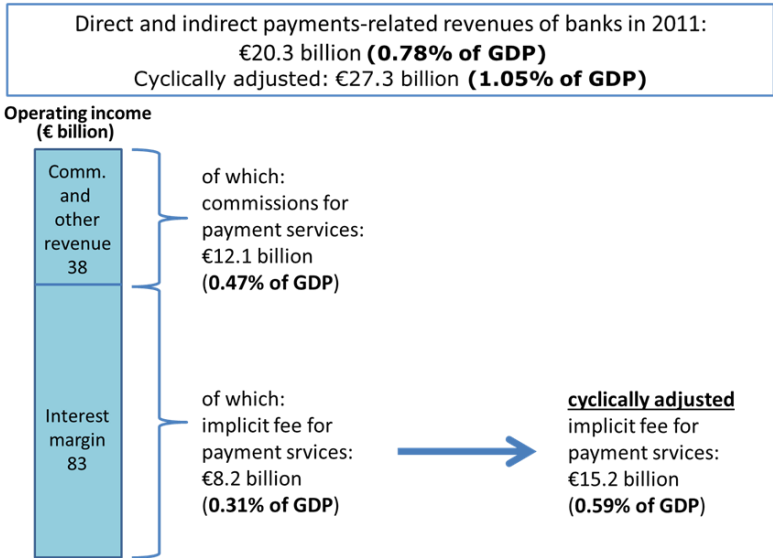 Direct and indirect payments-related revenues of banks in 2011:
€20.3 billion (0.78% of GDP)
Cyclically adjusted: €27.3 billion (1.05% of GDP)
Operating income
(€ billion)
Comm.
and
other
revenue
38
of which:
commissions for
payment services:
€12.1 billion
(0.47% of GDP)
Interest
margin
83
of which:
implicit fee for
payment srvices:
€8.2 billion
(0.31% of GDP)
cyclically adjusted
implicit fee for
payment srvices:
€15.2 billion
(0.59% of GDP)